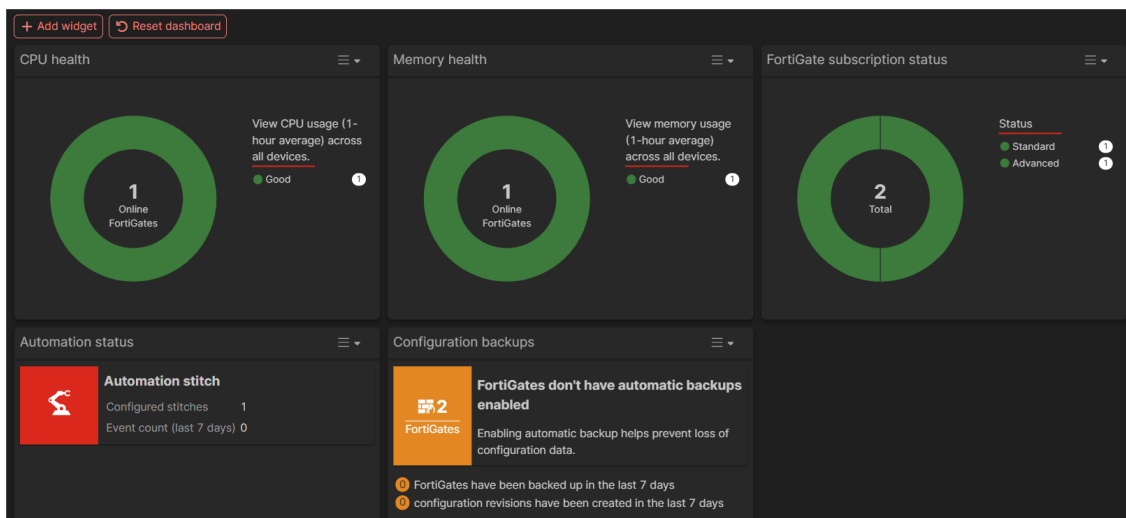 Add widget
Reset dashboard
CPU health
Memory health
FortiGate subscription status
View CPU usage (1-
hour average) across
all devices.
Good 1
1
Online
FortiGates
View memory usage
(1-hour average)
across all devices.
Good 1
1
Online
FortiGates
Status
Standard 1
Advanced 1
2
Total
Automation status
Automation stitch
Configured stitches 1
Event count (last 7 days) 0
Configuration backups
2
FortiGates
FortiGates don't have automatic backups
enabled
Enabling automatic backup helps prevent loss of
configuration data.
0 FortiGates have been backed up in the last 7 days
0 configuration revisions have been created in the last 7 days